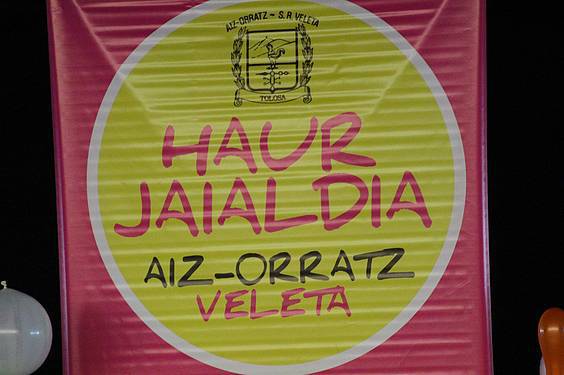 AIZ-ORRATZ - S. R. VELETA
TOLOSA
HAUR
JAIALDIA
AIZ-ORRATZ
VELETA